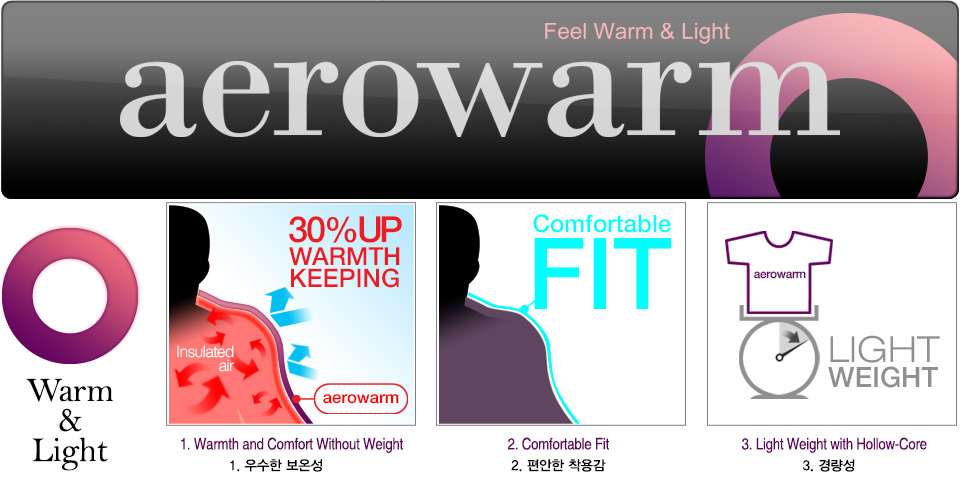 Feel Warm & Light
aerowarm
Warm
&
Light
30%UP
WARMTH
KEEPING
Insulated
air
aerowarm
1. Warmth and Comfort Without Weight
1. 우수한 보온성
Comfortable
FIT
2. Comfortable Fit
2. 편안한 착용감
aerowarm
LIGHT
WEIGHT
3. Light Weight with Hollow-Core
3. 경량성